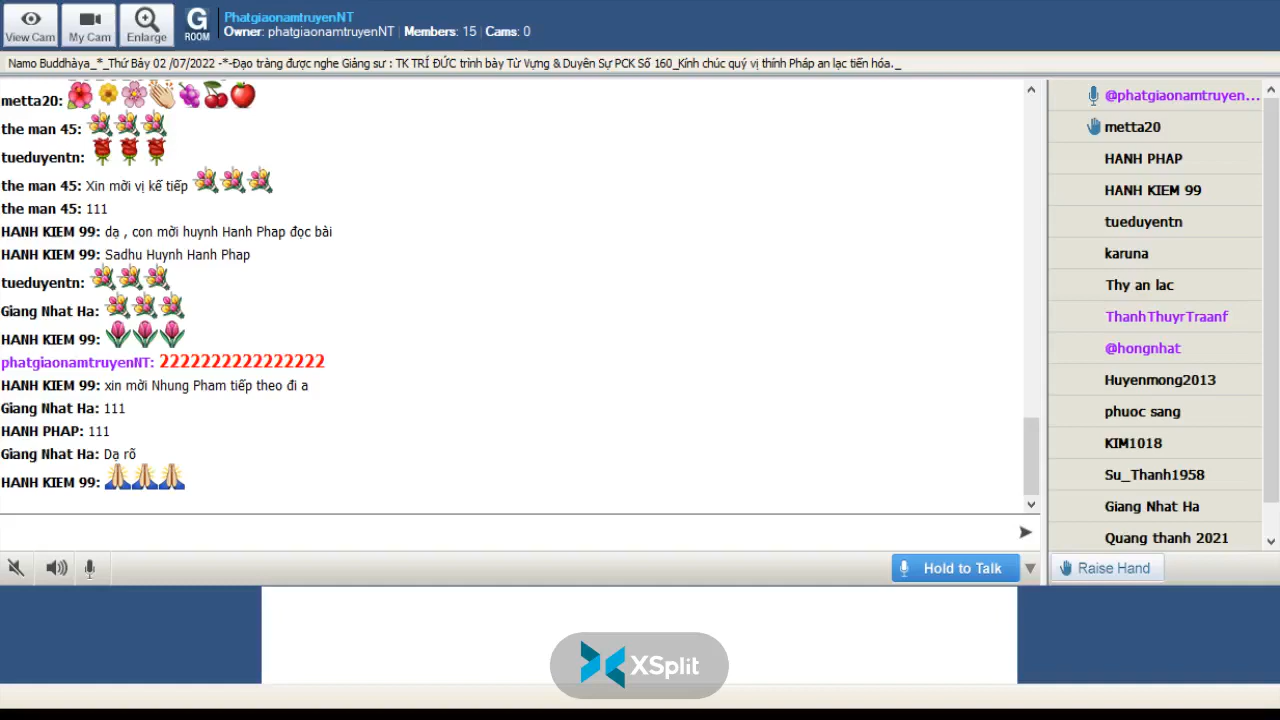 View Cam
My Cam
Enlarge
G
ROOM
PhatgiaonamtruyenNT
Owner: phatgiaonamtruyenNT | Members: 15 | Cams: 0
Namo Buddhàya_*_Thứ Bảy 02 /07/2022 -*-Đạo tràng được nghe Giảng sư : TK TRÍ ĐỨC trình bày Từ Vựng & Duyên Sự PCK Số 160_Kính chúc quý vị thính Pháp an lạc tiến hóa._
metta20:
the man 45:
tueduyentn:
the man 45: Xin mời vị kế tiếp
the man 45: 111
HANH KIEM 99: dạ , con mời huynh Hanh Phap đọc bài
HANH KIEM 99: Sadhu Huynh Hanh Phap
tueduyentn:
Giang Nhat Ha:
HANH KIEM 99:
phatgiaonamtruyenNT: 2222222222222222
HANH KIEM 99: xin mời Nhung Pham tiếp theo đi a
Giang Nhat Ha: 111
HANH PHAP: 111
Giang Nhat Ha: Dạ rõ
HANH KIEM 99:
Hold to Talk
@phatgiaonamtruyen...
metta20
HANH PHAP
HANH KIEM 99
tueduyentn
karuna
Thy an lac
ThanhThuyrTraanf
@hongnhat
Huyenmong2013
phuoc sang
KIM1018
Su_Thanh1958
Giang Nhat Ha
Quang thanh 2021
Raise Hand
XSplit